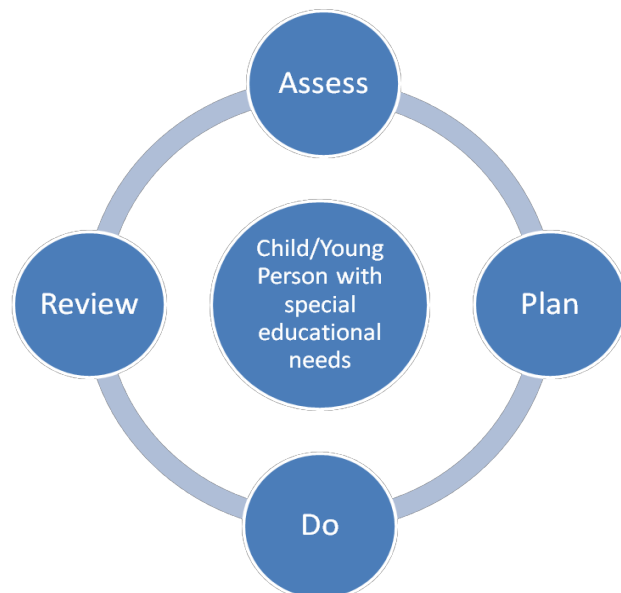 Assess
Child/Young
Person with
special
educational
needs
Review
Plan
Do